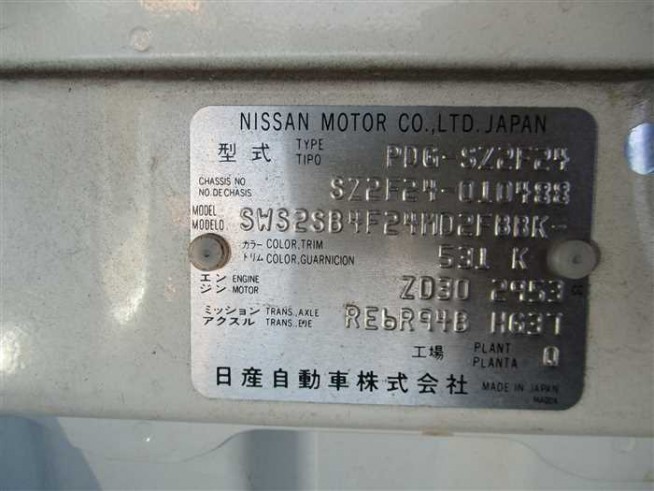 NISSAN MOTOR CO.,LTD. JAPAN
型式 TYPE TIPO PDG-SZ2F24
CHASSIS NO NO.DE CHASIS SZ2F24-010488
MODEL MODELO SWS2SB4F24MD2FBBK-
カラー トリム COLOR,TRIM COLOR,GUARNICION 531 K
エンジン ENGINE MOTOR ZD30 2953 cc
ミッション アクスル TRANS.,AXLE TRANS.,EJE RE6R94B HG37
工場 PLANT PLANTA Q
日産自動車株式会社 MADE IN JAPAN